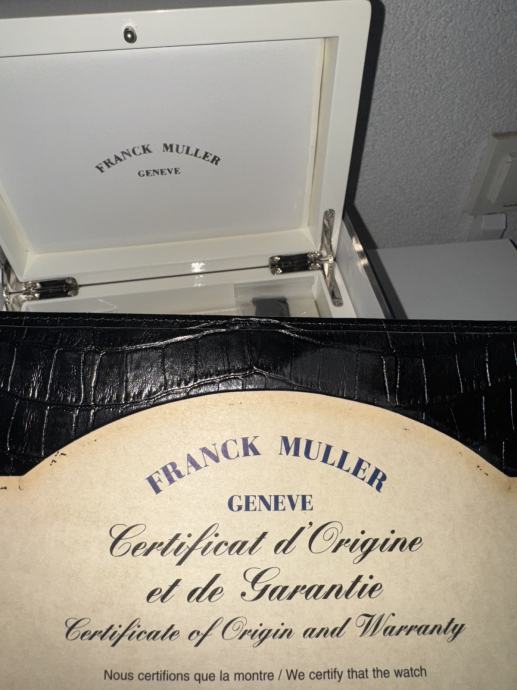 FRANCK MULLER
GENEVE
FRANCK MULLER
GENEVE
Certificat d'Origine
et de Garantie
Certificate of Origin and Warranty
Nous certifions que la montre / We certify that the watch